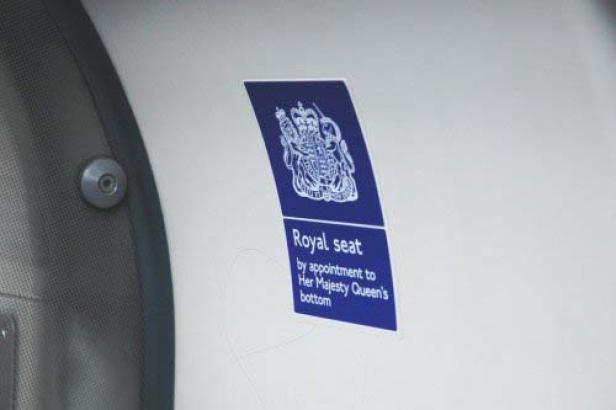 Royal seat
by appointment to
Her Majesty Queen's
bottom